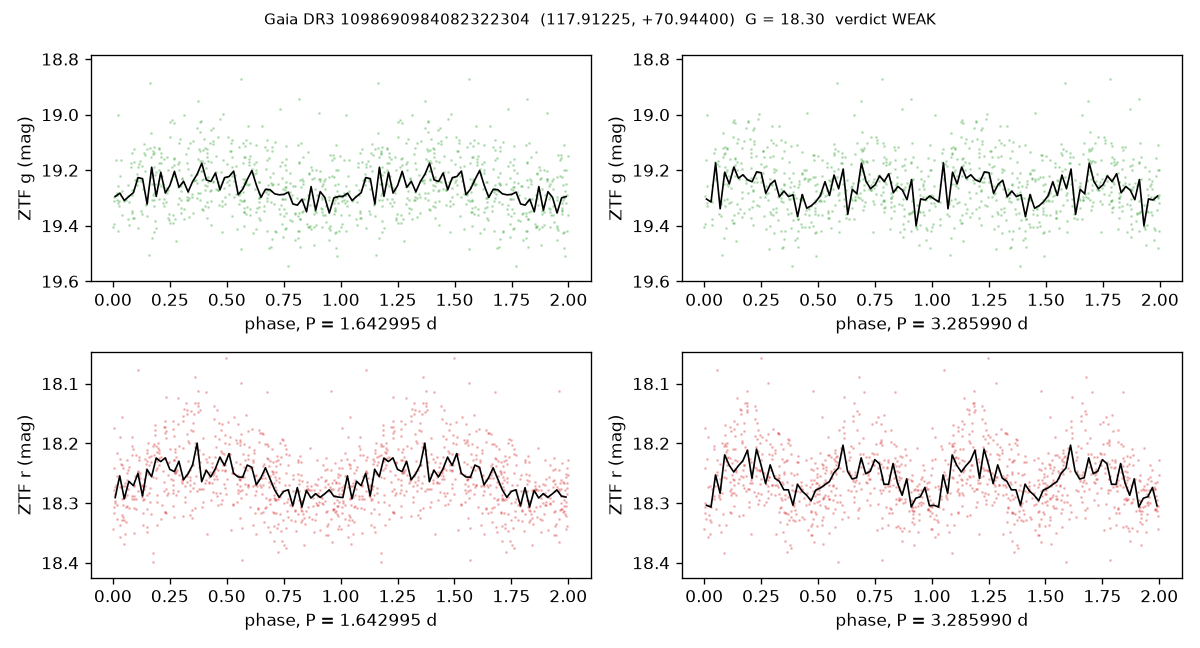 Gaia DR3 1098690984082322304 (117.91225, +70.94400) G = 18.30 verdict WEAK
ZTF g (mag)
18.8
19.0
19.2
19.4
19.6
0.00 0.25 0.50 0.75 1.00 1.25 1.50 1.75 2.00
phase, P = 1.642995 d
ZTF g (mag)
18.8
19.0
19.2
19.4
19.6
0.00 0.25 0.50 0.75 1.00 1.25 1.50 1.75 2.00
phase, P = 3.285990 d
ZTF r (mag)
18.1
18.2
18.3
18.4
0.00 0.25 0.50 0.75 1.00 1.25 1.50 1.75 2.00
phase, P = 1.642995 d
ZTF r (mag)
18.1
18.2
18.3
18.4
0.00 0.25 0.50 0.75 1.00 1.25 1.50 1.75 2.00
phase, P = 3.285990 d